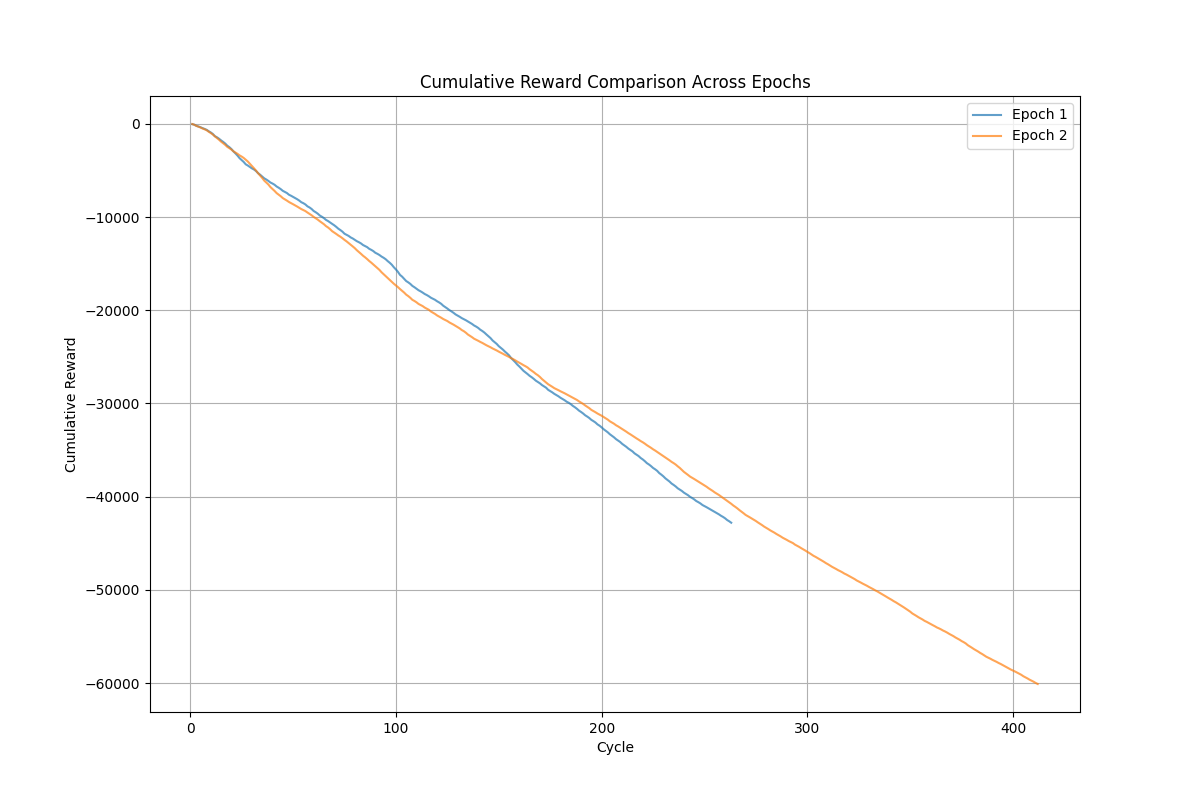 Cumulative Reward Comparison Across Epochs
Epoch 1
Epoch 2
0
−10000
−20000
−30000
−40000
−50000
−60000
Cumulative Reward
0 100 200 300 400
Cycle